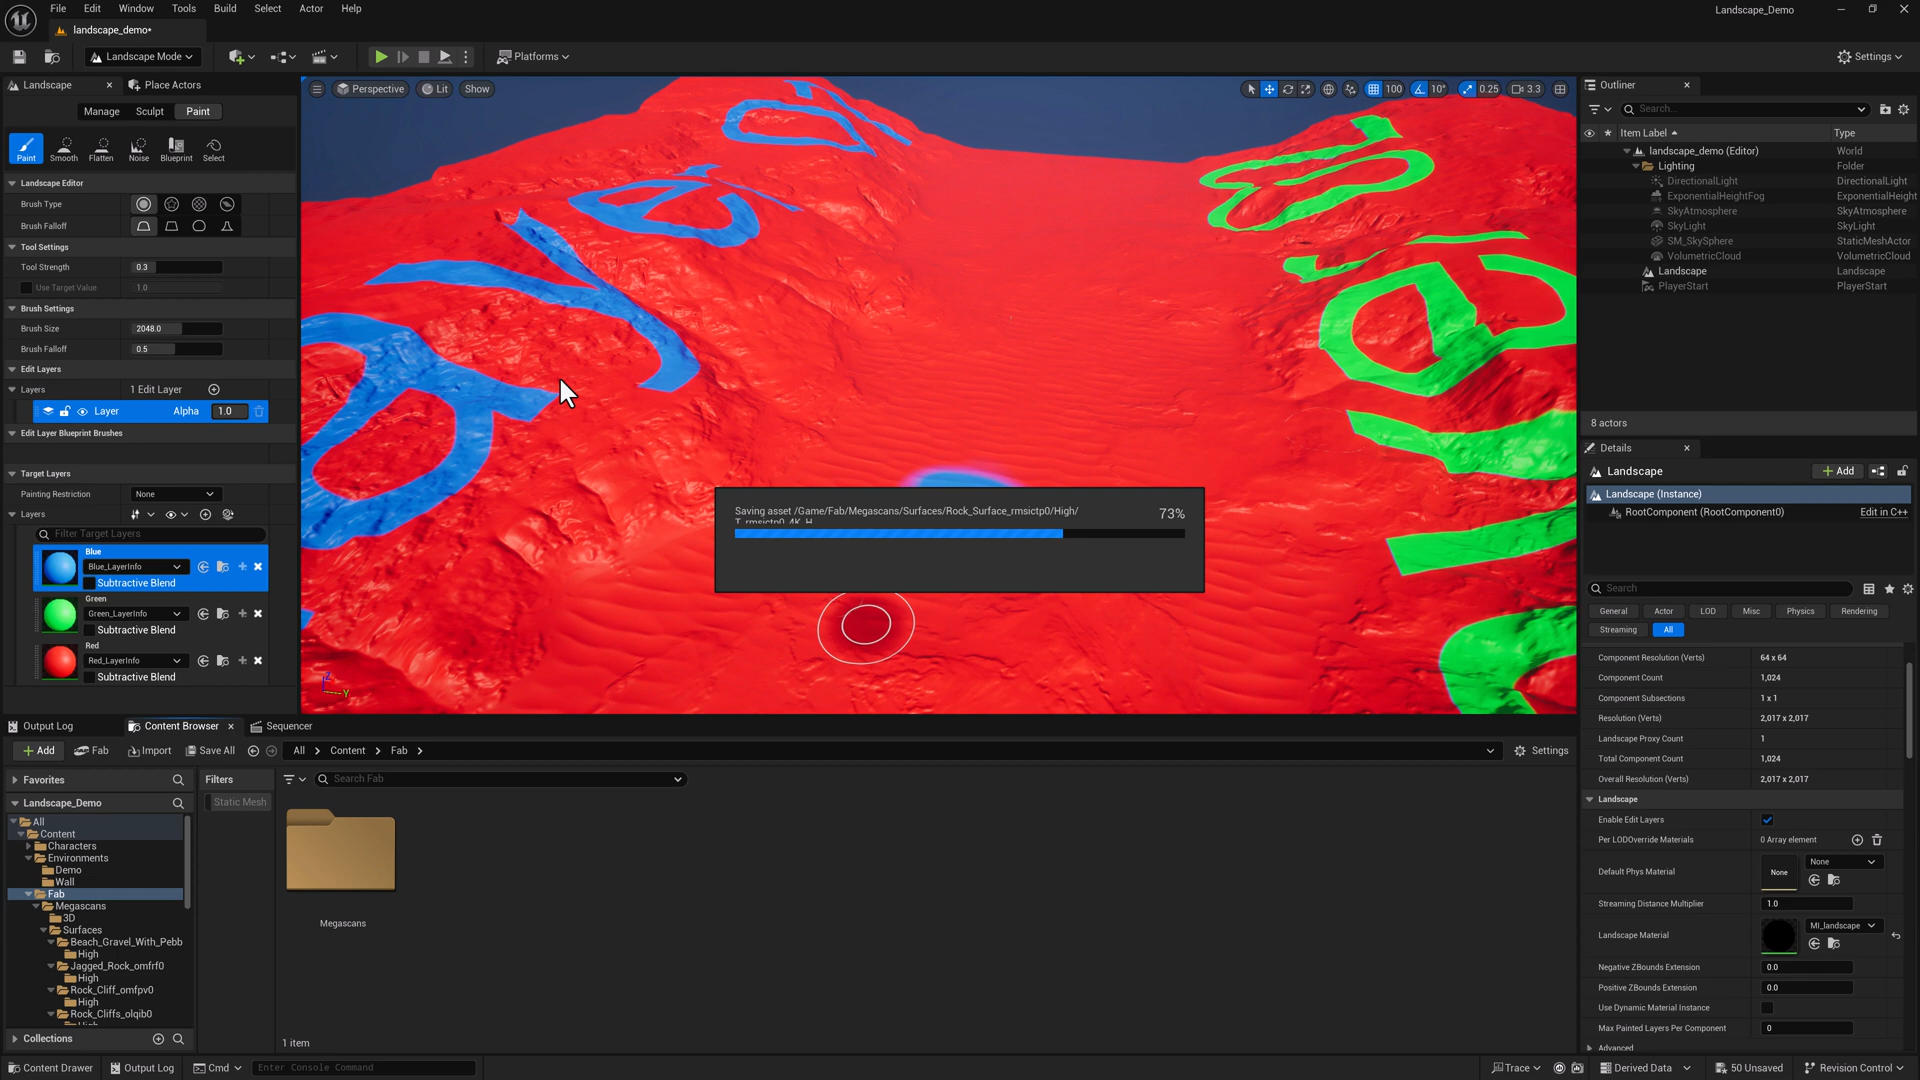 File Edit Window Tools Build Select Actor Help
Landscape_Demo
landscape_demo*
Landscape Mode
Platforms
Settings
Landscape
Place Actors
Manage Sculpt Paint
Paint Smooth Flatten Noise Blueprint Select
Landscape Editor
Brush Type
Brush Falloff
Tool Settings
Tool Strength 0.3
Use Target Value 1.0
Brush Settings
Brush Size 2048.0
Brush Falloff 0.5
Edit Layers
Layers 1 Edit Layer
Layer Alpha 1.0
Edit Layer Blueprint Brushes
Target Layers
Painting Restriction None
Layers
Filter Target Layers
Blue
Blue_LayerInfo
Subtractive Blend
Green
Green_LayerInfo
Subtractive Blend
Red
Red_LayerInfo
Subtractive Blend
Perspective Lit Show
100 10° 0.25 3.3
Saving asset /Game/Fab/Megascans/Surfaces/Rock_Surface_rmsictp0/High/
T_rmsictp0_4K_H
73%
Z
Y
Outliner
Search...
Item Label Type
landscape_demo (Editor) World
Lighting Folder
DirectionalLight DirectionalLight
ExponentialHeightFog ExponentialHeight
SkyAtmosphere SkyAtmosphere
SkyLight SkyLight
SM_SkySphere StaticMeshActor
VolumetricCloud VolumetricCloud
Landscape Landscape
PlayerStart PlayerStart
8 actors
Details
Landscape
Add
Landscape (Instance)
RootComponent (RootComponent0) Edit in C++
Search
General Actor LOD Misc Physics Rendering
Streaming All
Component Resolution (Verts) 64 x 64
Component Count 1,024
Component Subsections 1 x 1
Resolution (Verts) 2,017 x 2,017
Landscape Proxy Count 1
Total Component Count 1,024
Overall Resolution (Verts) 2,017 x 2,017
Landscape
Enable Edit Layers
Per LODOverride Materials 0 Array element
Default Phys Material None None
Streaming Distance Multiplier 1.0
Landscape Material MI_landscape
Negative ZBounds Extension 0.0
Positive ZBounds Extension 0.0
Use Dynamic Material Instance
Max Painted Layers Per Component 0
Advanced
Output Log Content Browser Sequencer
Add Fab Import Save All All Content Fab Settings
Favorites
Landscape_Demo
All
Content
Characters
Environments
Demo
Wall
Fab
Megascans
3D
Surfaces
Beach_Gravel_With_Pebb
High
Jagged_Rock_omfrf0
High
Rock_Cliff_omfpv0
High
Rock_Cliffs_olqib0
High
Collections
Filters
Static Mesh
Search Fab
Megascans
1 item
Content Drawer Output Log Cmd Enter Console Command
Trace Derived Data 50 Unsaved Revision Control